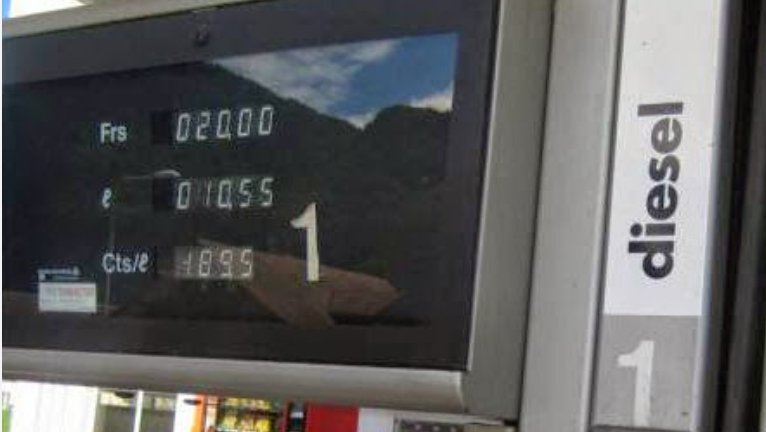 Frs 020,00
ℓ 010,55
Cts/ℓ 189,5
1
diesel
1